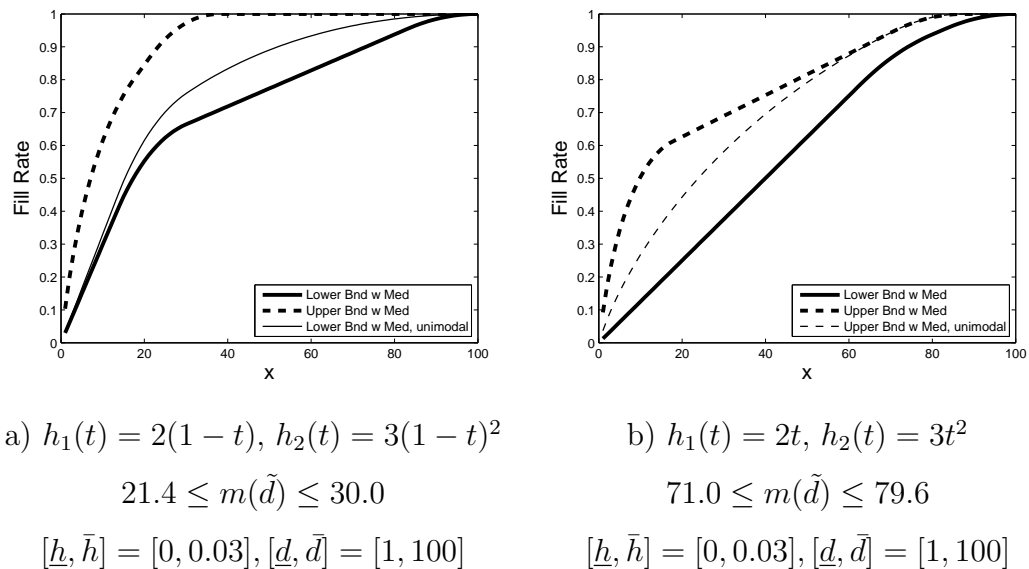 1
0.9
0.8
0.7
0.6
0.5
0.4
0.3
0.2
0.1
0
Fill Rate
0 20 40 60 80 100
x
Lower Bnd w Med
Upper Bnd w Med
Lower Bnd w Med, unimodal
1
0.9
0.8
0.7
0.6
0.5
0.4
0.3
0.2
0.1
0
Fill Rate
0 20 40 60 80 100
x
Lower Bnd w Med
Upper Bnd w Med
Upper Bnd w Med, unimodal
a) h₁(t) = 2(1 − t), h₂(t) = 3(1 − t)²
21.4 ≤ m(d̃) ≤ 30.0
[h̲, h̄] = [0, 0.03], [d̲, d̄] = [1, 100]
b) h₁(t) = 2t, h₂(t) = 3t²
71.0 ≤ m(d̃) ≤ 79.6
[h̲, h̄] = [0, 0.03], [d̲, d̄] = [1, 100]